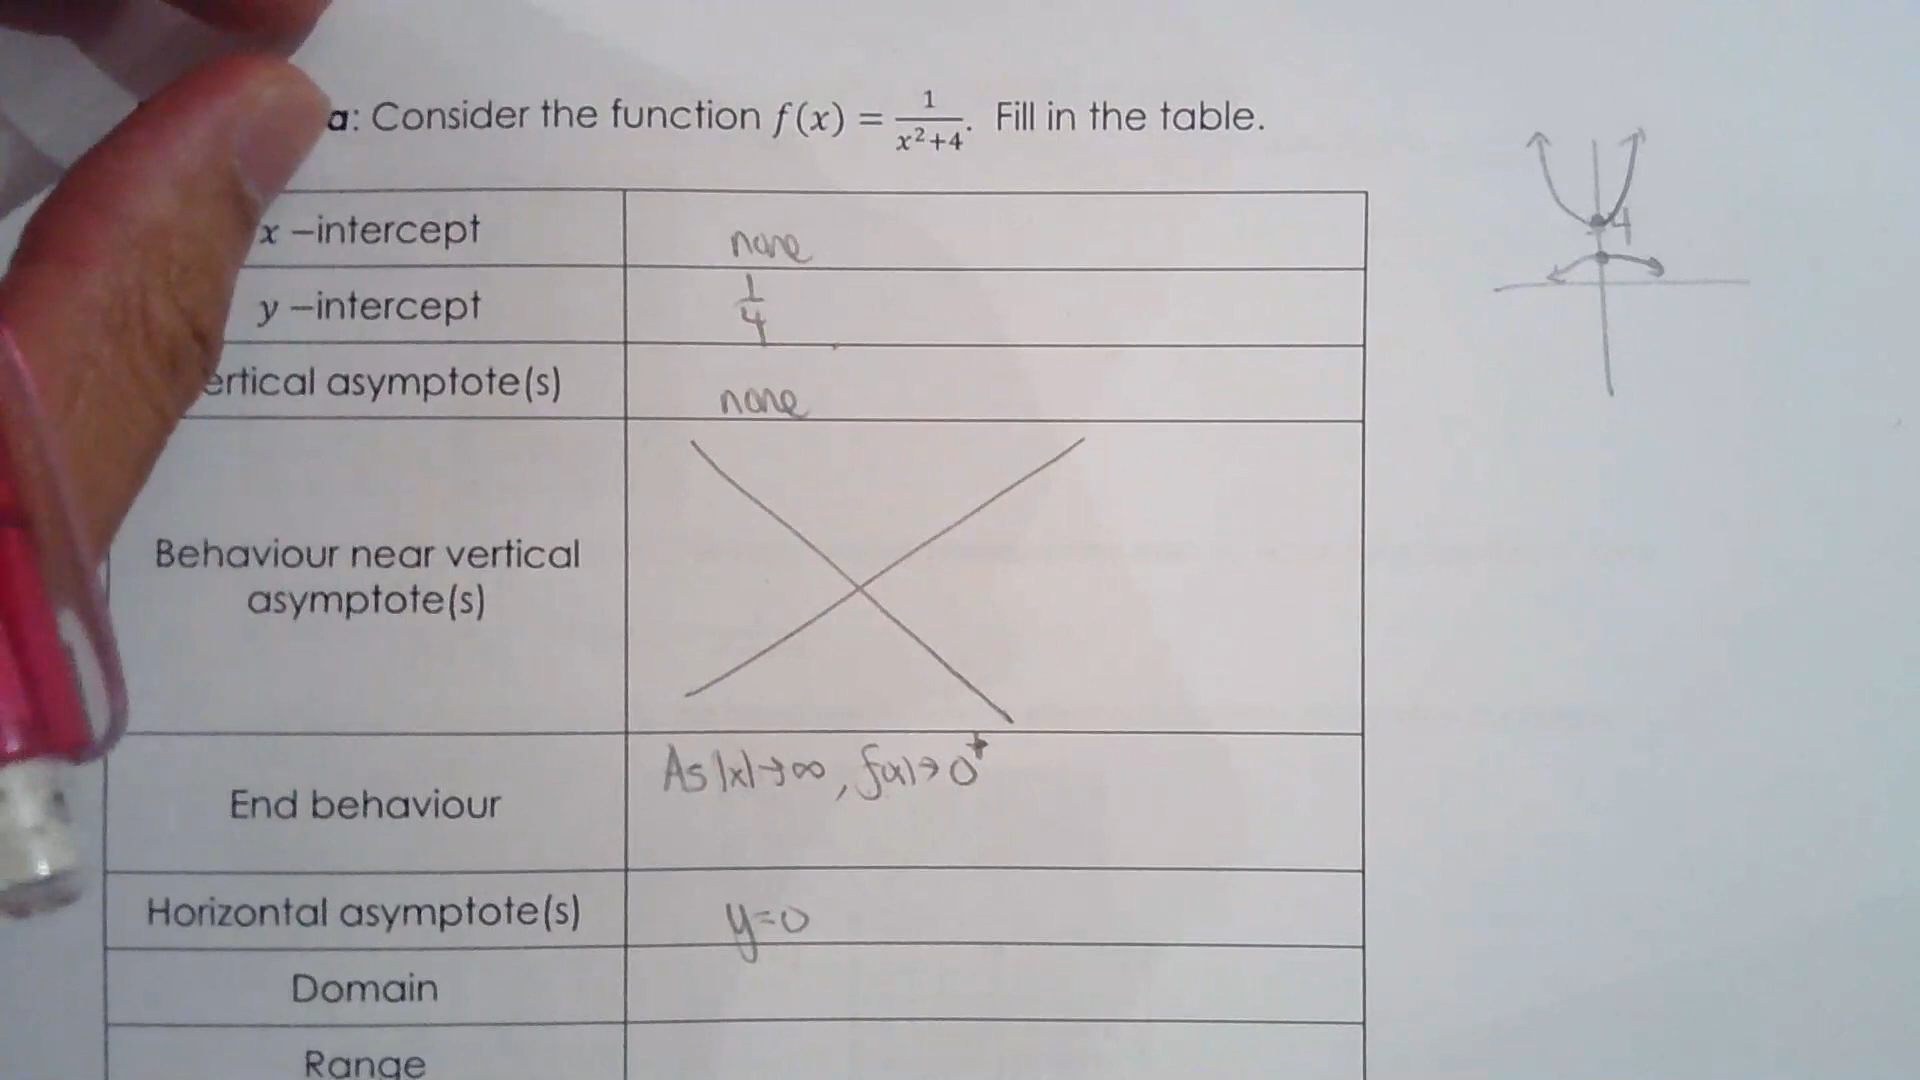 a: Consider the function f(x) = 1/(x²+4). Fill in the table.
x –intercept none
y –intercept 1/4
ertical asymptote(s) none
Behaviour near vertical
asymptote(s)
End behaviour As |x|→∞, f(x)→0⁺
Horizontal asymptote(s) y=0
Domain
Range
4